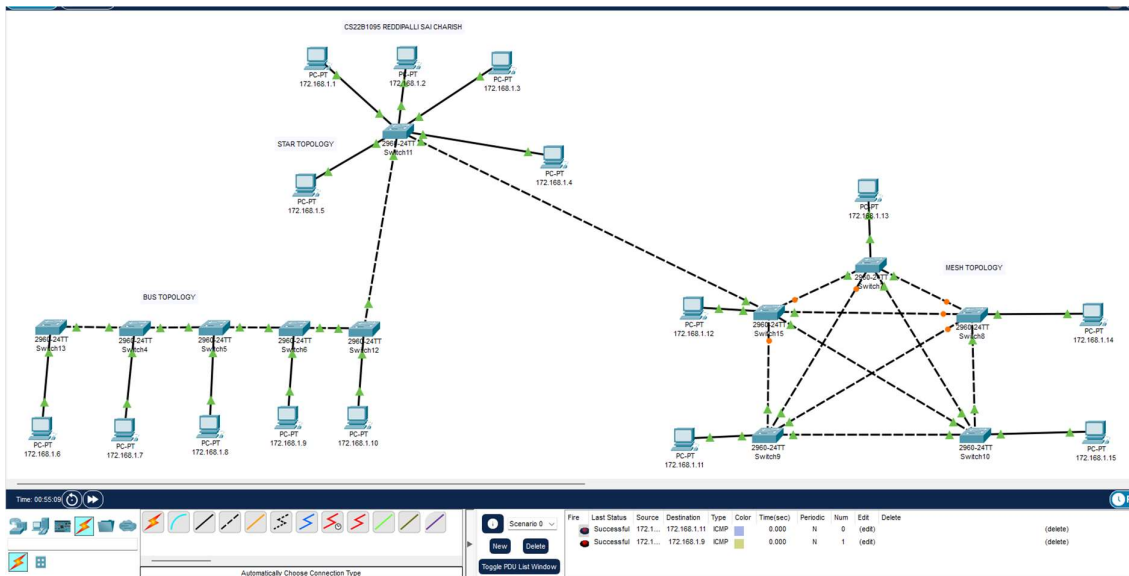 CS22B1095 REDDIPALLI SAI CHARISH
PC-PT
172.168.1.1
PC-PT
172.168.1.2
PC-PT
172.168.1.3
2960-24TT
Switch11
STAR TOPOLOGY
PC-PT
172.168.1.4
PC-PT
172.168.1.5
PC-PT
172.168.1.13
2960-24TT
MESH TOPOLOGY
BUS TOPOLOGY
PC-PT
172.168.1.12
2960-24TT
Switch15
2960-24TT
Switch8
PC-PT
172.168.1.14
2960-24TT
Switch13
2960-24TT
Switch4
2960-24TT
Switch5
2960-24TT
Switch6
2960-24TT
Switch12
PC-PT
172.168.1.6
PC-PT
172.168.1.7
PC-PT
172.168.1.8
PC-PT
172.168.1.9
PC-PT
172.168.1.10
PC-PT
172.168.1.11
2960-24TT
Switch9
2960-24TT
Switch10
PC-PT
172.168.1.15
Time: 00:55:09
Scenario 0
New
Delete
Toggle PDU List Window
Automatically Choose Connection Type
Fire Last Status Source Destination Type Color Time(sec) Periodic Num Edit Delete
Successful 172.1... 172.168.1.11 ICMP 0.000 N 0 (edit) (delete)
Successful 172.1... 172.168.1.9 ICMP 0.000 N 1 (edit) (delete)